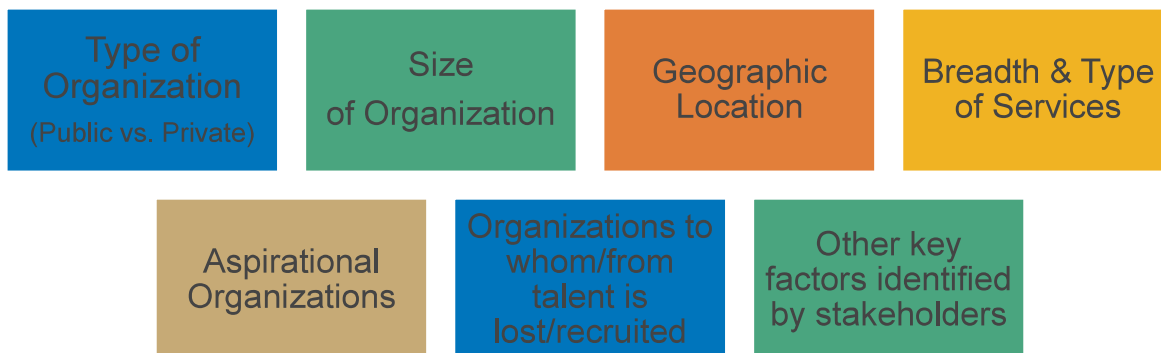 Type of
Organization
(Public vs. Private)
Size
of Organization
Geographic
Location
Breadth & Type
of Services
Aspirational
Organizations
Organizations to
whom/from
talent is
lost/recruited
Other key
factors identified
by stakeholders